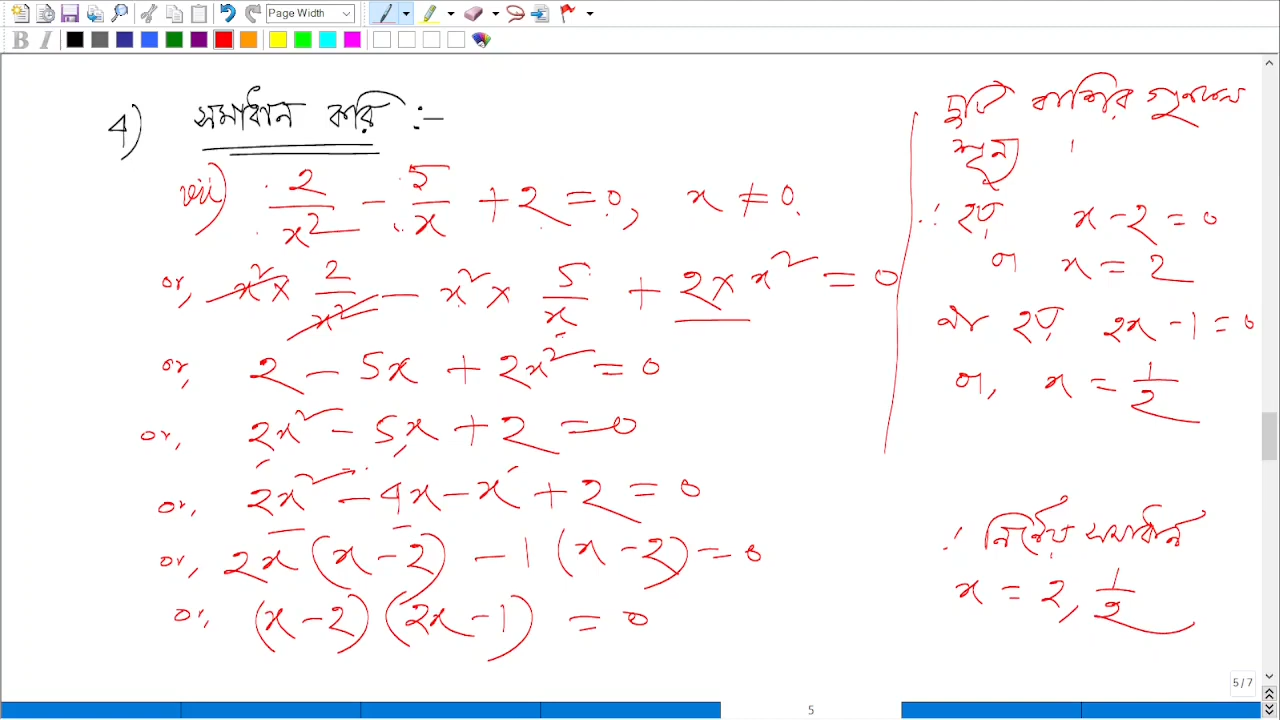 Page Width
4) সমাধান করি :-
vii) 2/x² - 5/x + 2 = 0, x ≠ 0.
or, x² × 2/x² - x² × 5/x + 2 × x² = 0
or, 2 - 5x + 2x² = 0
or, 2x² - 5x + 2 = 0
or, 2x² - 4x - x + 2 = 0
or, 2x(x-2) - 1(x-2) = 0
or, (x-2)(2x-1) = 0
দুটি রাশির গুণফল
শূন্য ।
∴ হয় x - 2 = 0
বা x = 2
হয় 2x - 1 = 0
বা, x = 1/2
∴ নির্ণেয় সমাধান
x = 2, 1/2
5 / 7
5